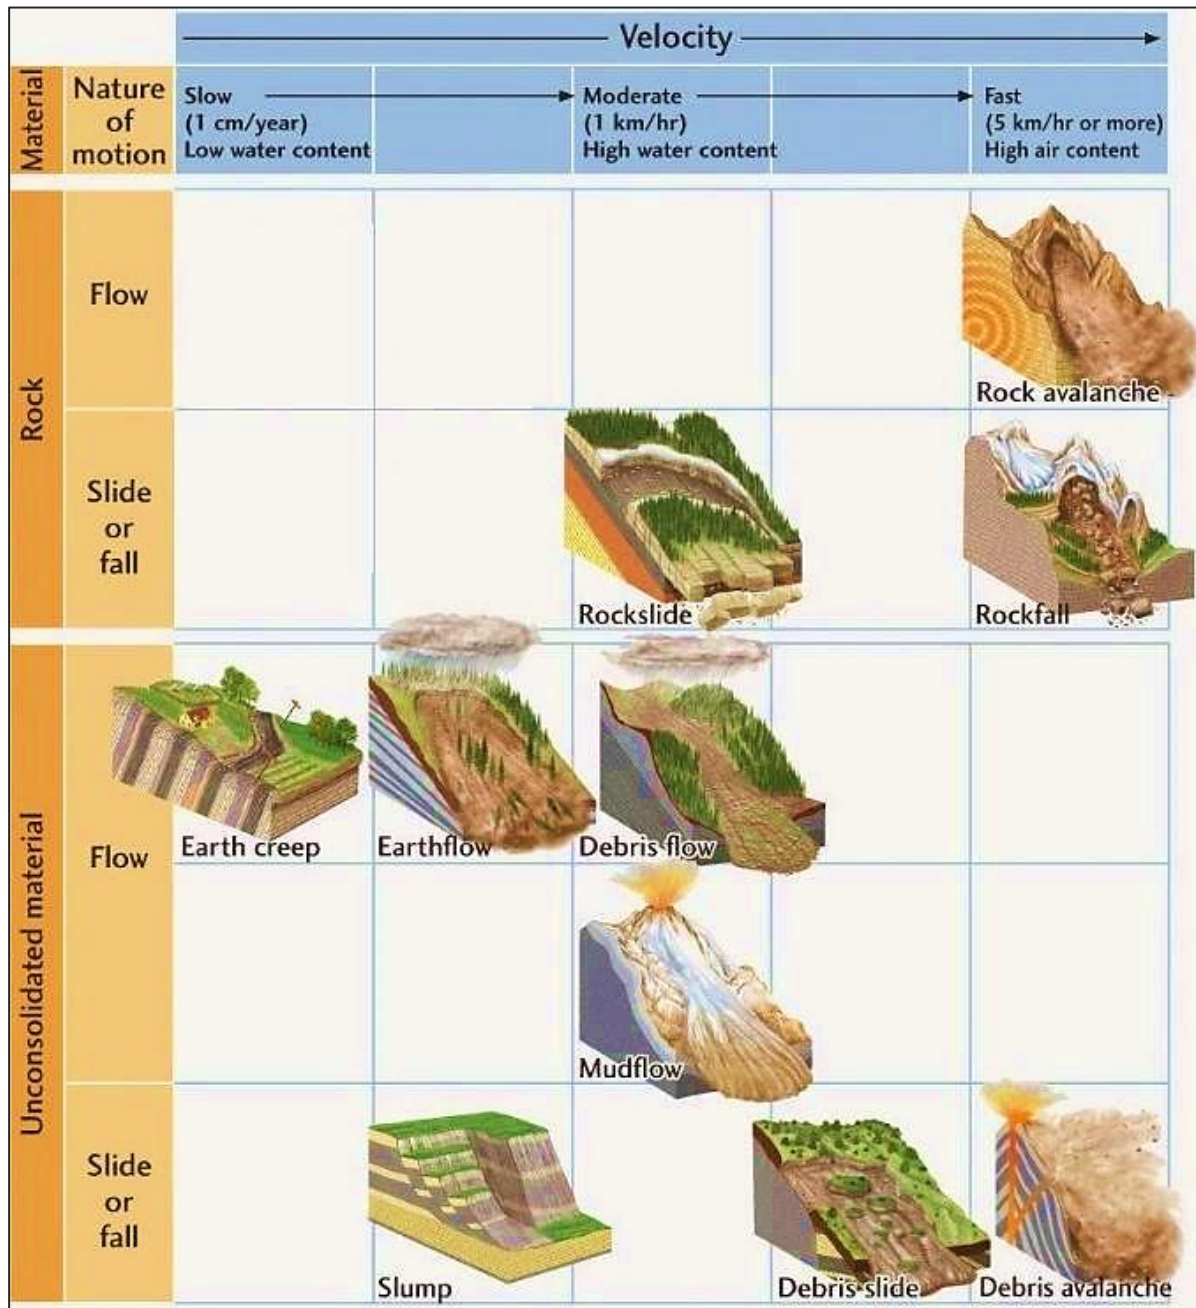 Velocity
Material
Nature
of
motion
Slow
(1 cm/year)
Low water content
Moderate
(1 km/hr)
High water content
Fast
(5 km/hr or more)
High air content
Rock
Flow
Rock avalanche
Slide
or
fall
Rockslide
Rockfall
Unconsolidated material
Flow
Earth creep
Earthflow
Debris flow
Mudflow
Slide
or
fall
Slump
Debris slide
Debris avalanche